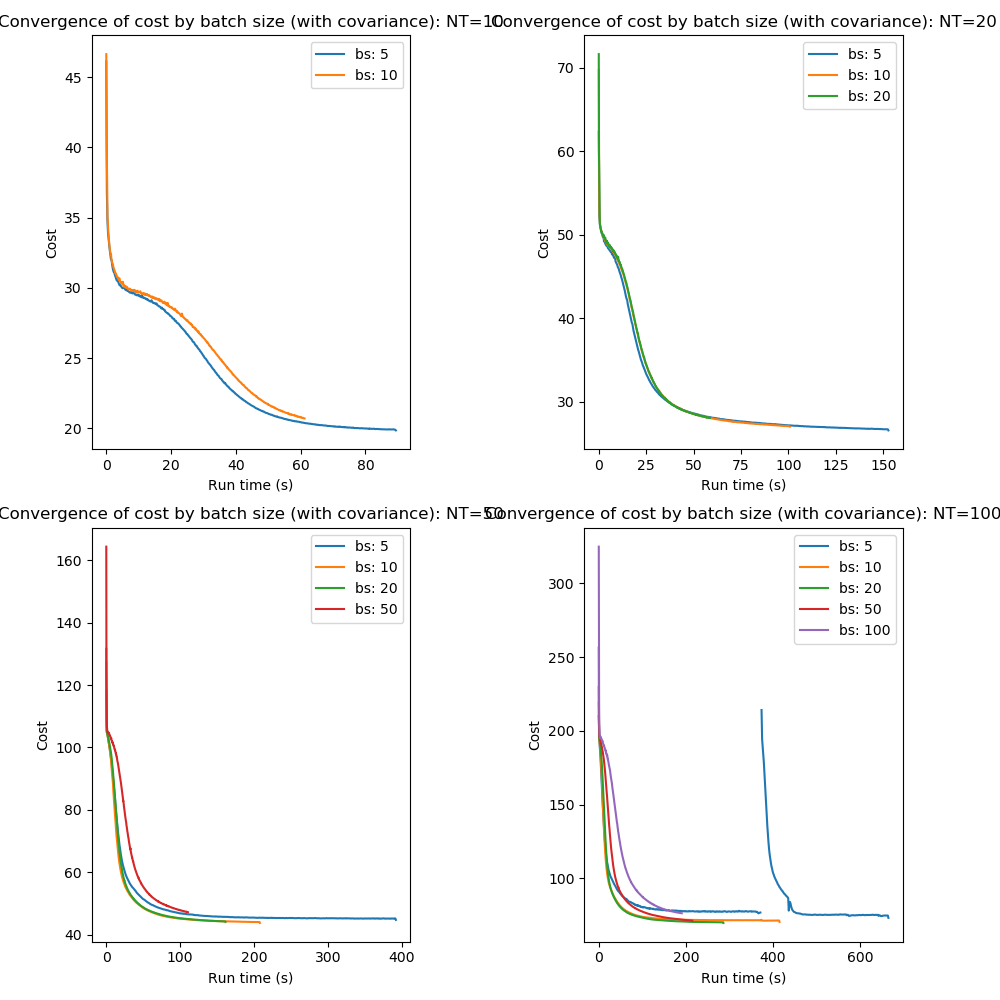 Convergence of cost by batch size (with covariance): NT=10
bs: 5
bs: 10
45
40
35
30
25
20
Cost
0
20
40
60
80
Run time (s)
Convergence of cost by batch size (with covariance): NT=20
bs: 5
bs: 10
bs: 20
70
60
50
40
30
Cost
0
25
50
75
100
125
150
Run time (s)
Convergence of cost by batch size (with covariance): NT=50
bs: 5
bs: 10
bs: 20
bs: 50
160
140
120
100
80
60
40
Cost
0
100
200
300
400
Run time (s)
Convergence of cost by batch size (with covariance): NT=100
bs: 5
bs: 10
bs: 20
bs: 50
bs: 100
300
250
200
150
100
Cost
0
200
400
600
Run time (s)